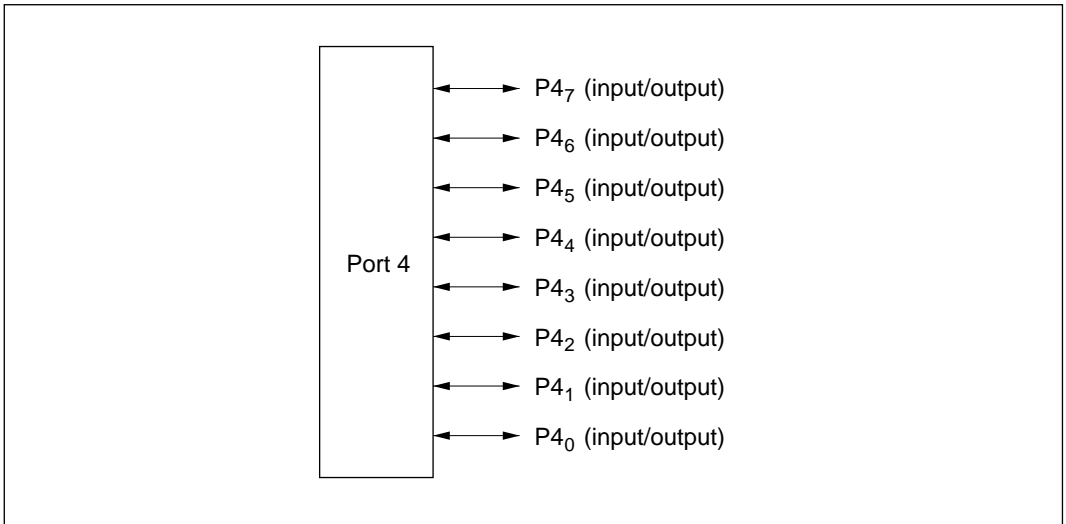 P4₇ (input/output)
P4₆ (input/output)
P4₅ (input/output)
P4₄ (input/output)
Port 4
P4₃ (input/output)
P4₂ (input/output)
P4₁ (input/output)
P4₀ (input/output)